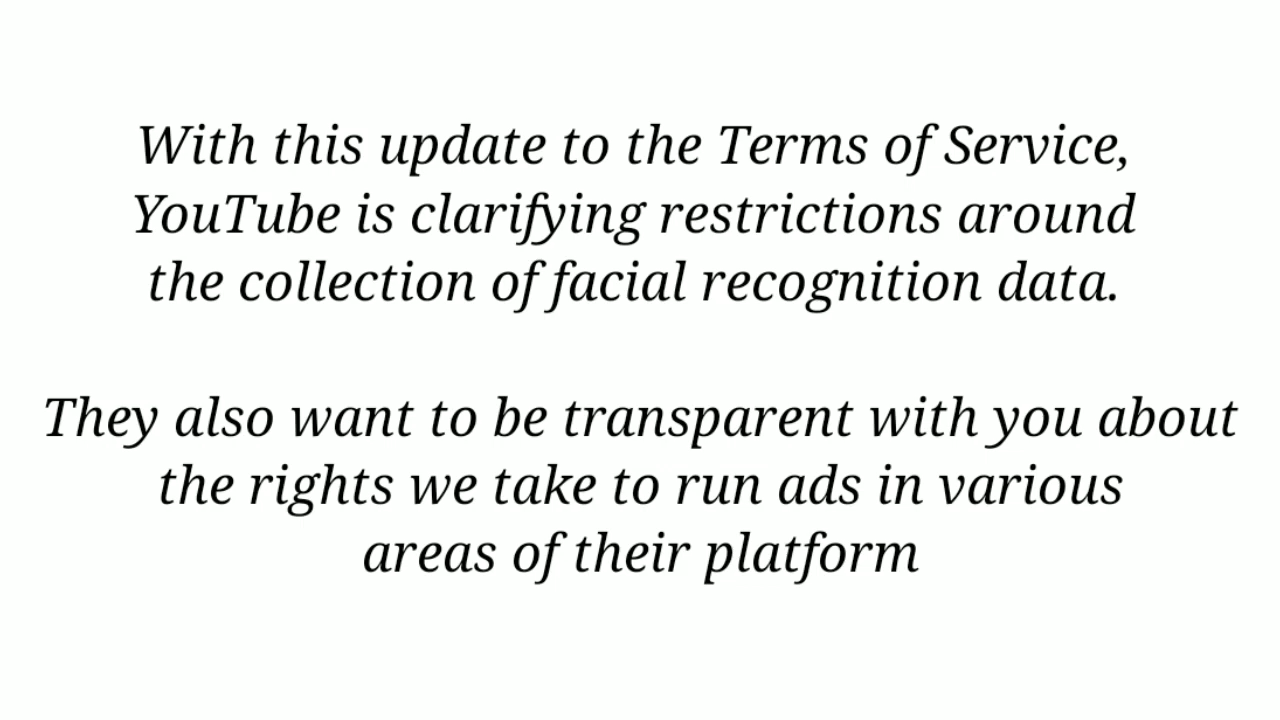 With this update to the Terms of Service,
YouTube is clarifying restrictions around
the collection of facial recognition data.
They also want to be transparent with you about
the rights we take to run ads in various
areas of their platform